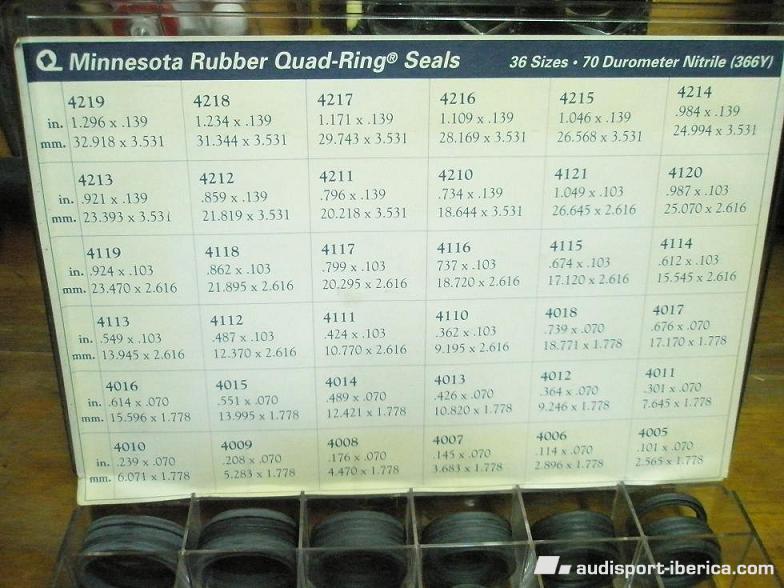 Minnesota Rubber Quad-Ring® Seals 36 Sizes • 70 Durometer Nitrile (366Y)
4219 4218 4217 4216 4215 4214
in. 1.296 x .139 1.234 x .139 1.171 x .139 1.109 x .139 1.046 x .139 .984 x .139
mm. 32.918 x 3.531 31.344 x 3.531 29.743 x 3.531 28.169 x 3.531 26.568 x 3.531 24.994 x 3.531
4213 4212 4211 4210 4121 4120
in. .921 x .139 .859 x .139 .796 x .139 .734 x .139 1.049 x .103 .987 x .103
mm. 23.393 x 3.531 21.819 x 3.531 20.218 x 3.531 18.644 x 3.531 26.645 x 2.616 25.070 x 2.616
4119 4118 4117 4116 4115 4114
in. .924 x .103 .862 x .103 .799 x .103 737 x .103 .674 x .103 .612 x .103
mm. 23.470 x 2.616 21.895 x 2.616 20.295 x 2.616 18.720 x 2.616 17.120 x 2.616 15.545 x 2.616
4113 4112 4111 4110 4018 4017
in. .549 x .103 .487 x .103 .424 x .103 .362 x .103 .739 x .070 .676 x .070
mm. 13.945 x 2.616 12.370 x 2.616 10.770 x 2.616 9.195 x 2.616 18.771 x 1.778 17.170 x 1.778
4016 4015 4014 4013 4012 4011
in. .614 x .070 .551 x .070 .489 x .070 .426 x .070 .364 x .070 .301 x .070
mm. 15.596 x 1.778 13.995 x 1.778 12.421 x 1.778 10.820 x 1.778 9.246 x 1.778 7.645 x 1.778
4010 4009 4008 4007 4006 4005
in. .239 x .070 .208 x .070 .176 x .070 .145 x .070 .114 x .070 .101 x .070
mm. 6.071 x 1.778 5.283 x 1.778 4.470 x 1.778 3.683 x 1.778 2.896 x 1.778 2.565 x 1.778
audisport-iberica.com